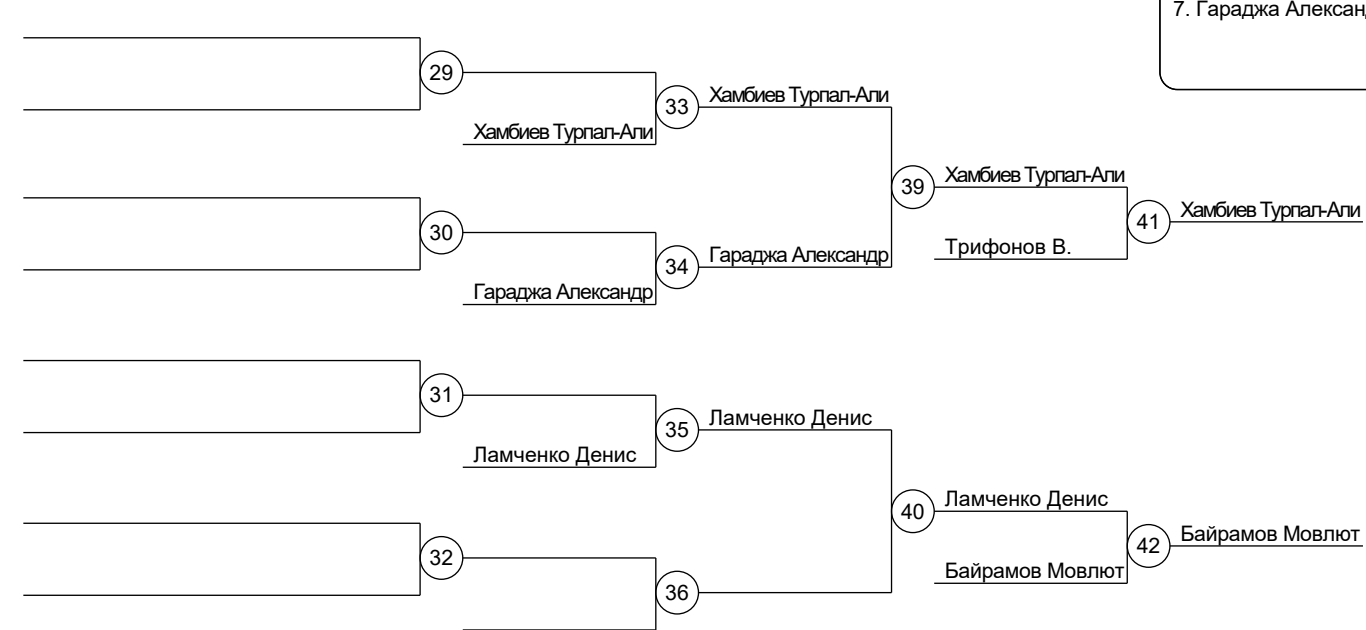 7. Гараджа Алексан
29
33
Хамбиев Турпал-Али
Хамбиев Турпал-Али
39
Хамбиев Турпал-Али
41
Хамбиев Турпал-Али
30
Трифонов В.
34
Гараджа Александр
Гараджа Александр
31
35
Ламченко Денис
Ламченко Денис
40
Ламченко Денис
42
Байрамов Мовлют
32
Байрамов Мовлют
36